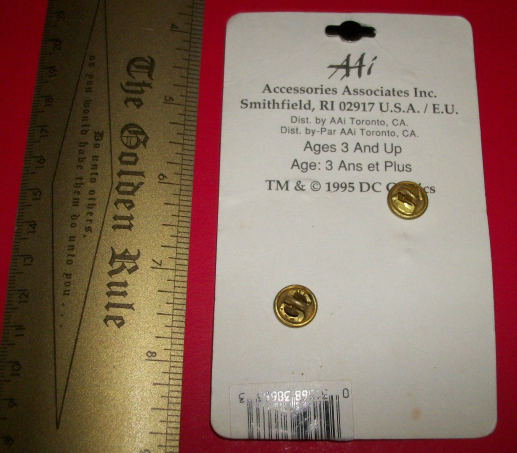 The Golden Rule
Do unto others,
as you would have them do unto you . . .
4
5
6
7
8
AAi
Accessories Associates Inc.
Smithfield, RI 02917 U.S.A. / E.U.
Dist. by AAi Toronto, CA.
Dist. by-Par AAi Toronto, CA.
Ages 3 And Up
Age: 3 Ans et Plus
TM & © 1995 DC